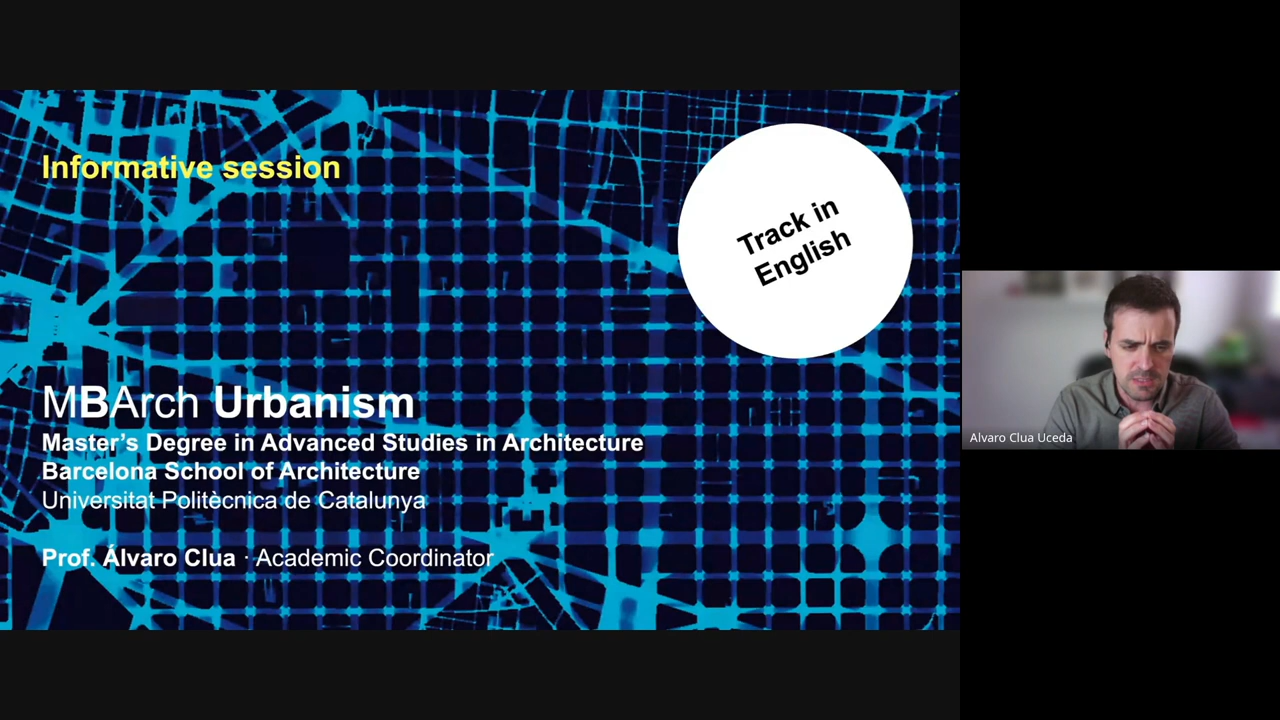 Informative session
Track in
English
MBArch Urbanism
Master's Degree in Advanced Studies in Architecture
Barcelona School of Architecture
Universitat Politècnica de Catalunya
Prof. Álvaro Clua · Academic Coordinator
Alvaro Clua Uceda